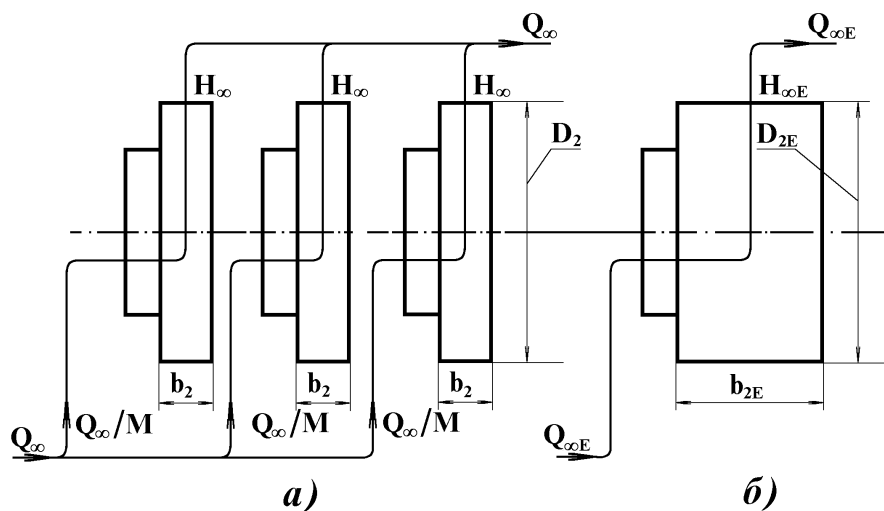 Q∞ Q∞E
H∞ H∞ H∞ H∞E
D₂ D₂E
b₂ b₂ b₂ b₂E
Q∞/M Q∞/M Q∞/M
Q∞ Q∞E
а) б)